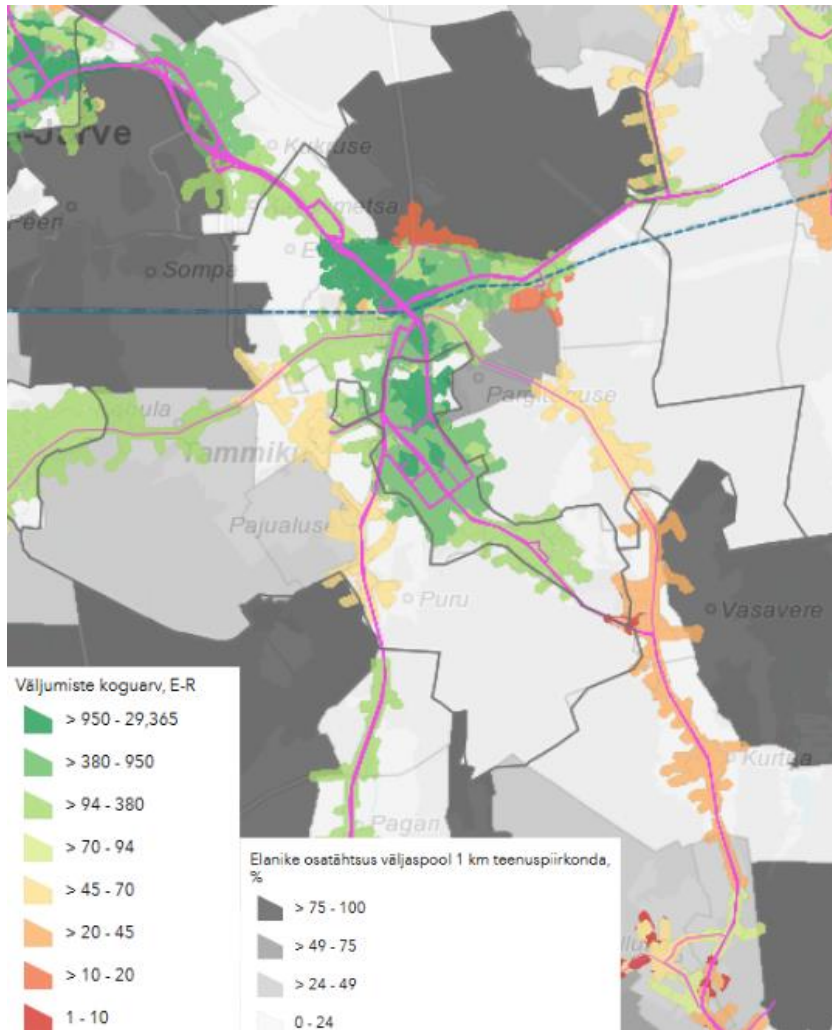 Kukruse
Sompa
Tammiku
Pajualuse
Puru
Vasavere
Kurtna
Pagari
Väljumiste koguarv, E-R
> 950 - 29,365
> 380 - 950
> 94 - 380
> 70 - 94
> 45 - 70
> 20 - 45
> 10 - 20
1 - 10
Elanike osatähtsus väljaspool 1 km teenuspiirkonda,
%
> 75 - 100
> 49 - 75
> 24 - 49
0 - 24